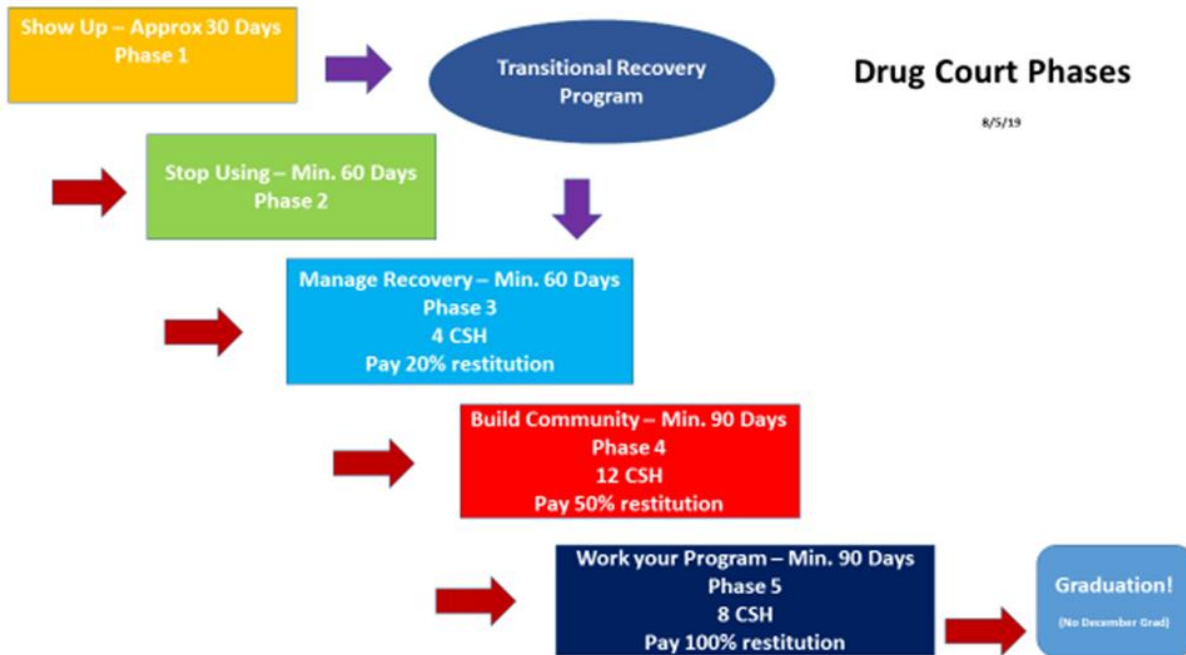 Show Up – Approx 30 Days
Phase 1
Transitional Recovery
Program
Drug Court Phases
8/5/19
Stop Using – Min. 60 Days
Phase 2
Manage Recovery – Min. 60 Days
Phase 3
4 CSH
Pay 20% restitution
Build Community – Min. 90 Days
Phase 4
12 CSH
Pay 50% restitution
Work your Program – Min. 90 Days
Phase 5
8 CSH
Pay 100% restitution
Graduation!
(No December Grad)